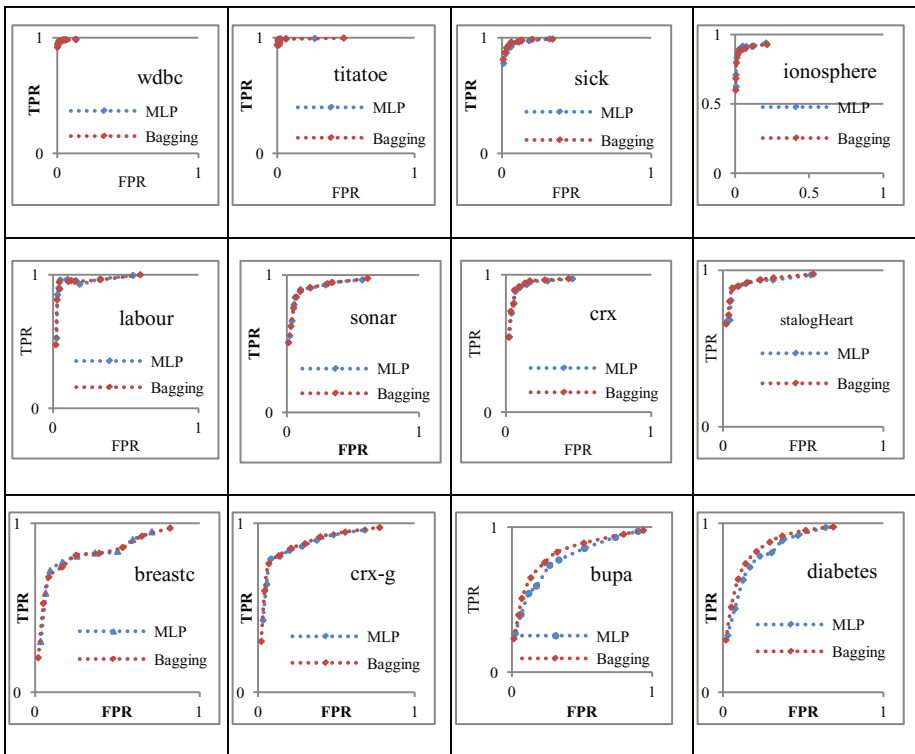 1
wdbc
TPR
MLP
Bagging
0
0
1
FPR
1
titatoe
TPR
MLP
Bagging
0
0
1
FPR
1
sick
TPR
MLP
Bagging
0
0
1
FPR
1
ionosphere
TPR
MLP
0.5
Bagging
0
0
0.5
1
1
labour
TPR
MLP
Bagging
0
0
1
FPR
1
sonar
TPR
MLP
Bagging
0
0
1
FPR
1
crx
TPR
MLP
Bagging
0
0
1
FPR
1
stalogHeart
TPR
MLP
Bagging
0
0
1
FPR
1
breastc
TPR
MLP
Bagging
0
0
1
FPR
1
crx-g
TPR
MLP
Bagging
0
0
1
FPR
1
bupa
TPR
MLP
Bagging
0
0
1
FPR
1
diabetes
TPR
MLP
Bagging
0
0
1
FPR